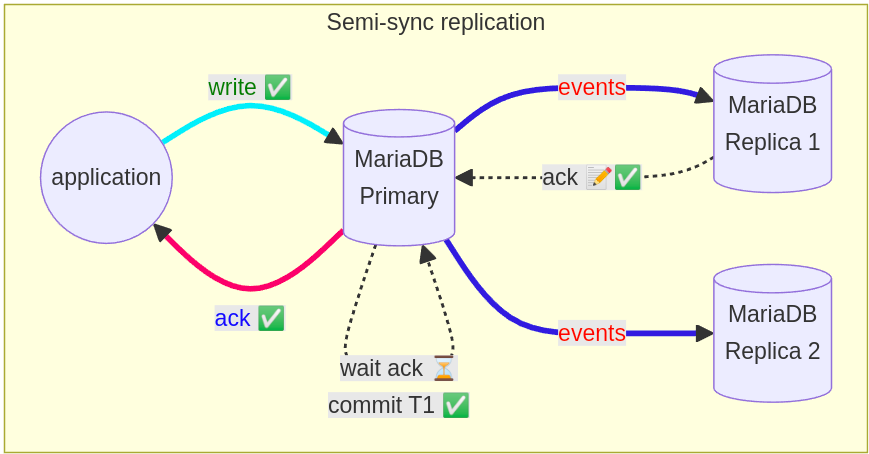 Semi-sync replication
write ✅
events
MariaDB
Replica 1
application
MariaDB
Primary
ack 📝✅
ack ✅
events
MariaDB
Replica 2
wait ack ⏳
commit T1 ✅